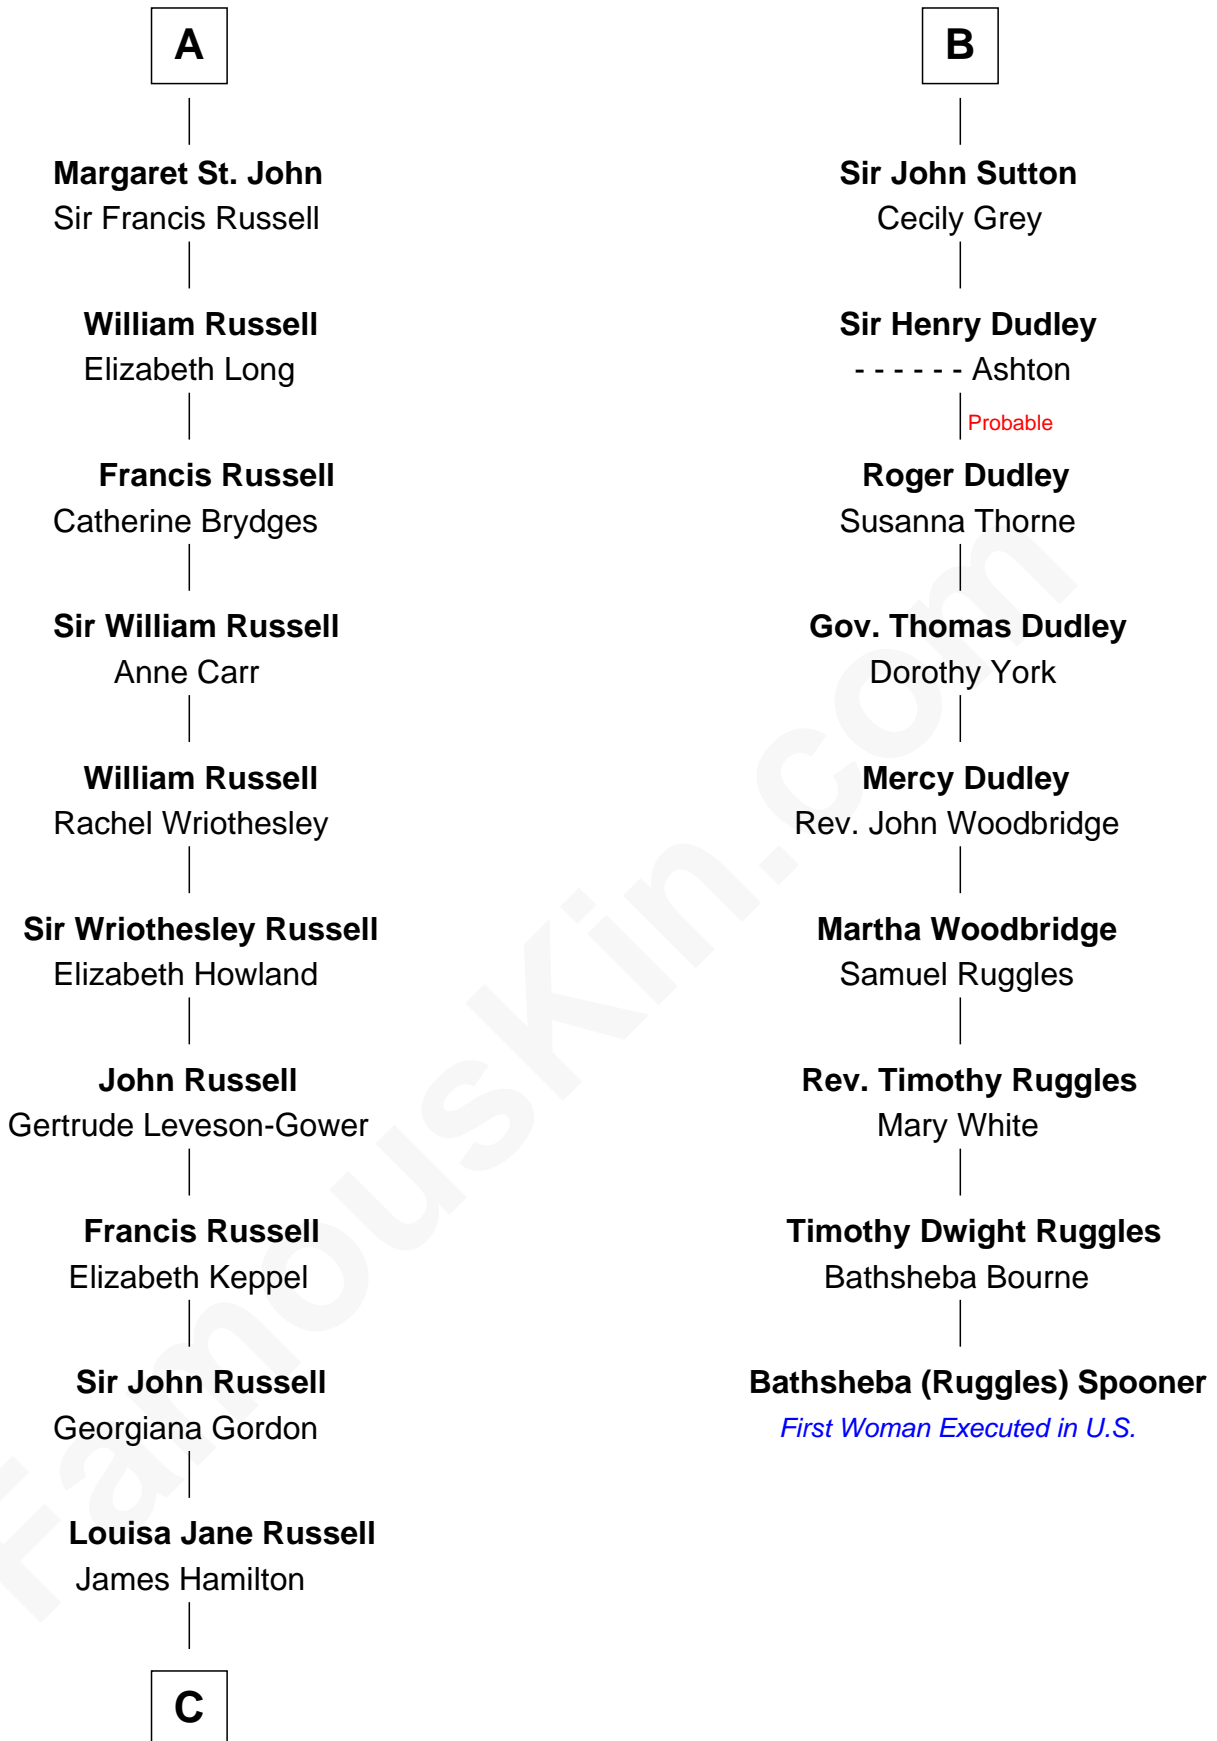 A
Margaret St. John
Sir Francis Russell
William Russell
Elizabeth Long
Francis Russell
Catherine Brydges
Sir William Russell
Anne Carr
William Russell
Rachel Wriothesley
Sir Wriothesley Russell
Elizabeth Howland
John Russell
Gertrude Leveson-Gower
Francis Russell
Elizabeth Keppel
Sir John Russell
Georgiana Gordon
Louisa Jane Russell
James Hamilton
C
B
Sir John Sutton
Cecily Grey
Sir Henry Dudley
- - - - - - Ashton
Probable
Roger Dudley
Susanna Thorne
Gov. Thomas Dudley
Dorothy York
Mercy Dudley
Rev. John Woodbridge
Martha Woodbridge
Samuel Ruggles
Rev. Timothy Ruggles
Mary White
Timothy Dwight Ruggles
Bathsheba Bourne
Bathsheba (Ruggles) Spooner
First Woman Executed in U.S.
FamousKin.com